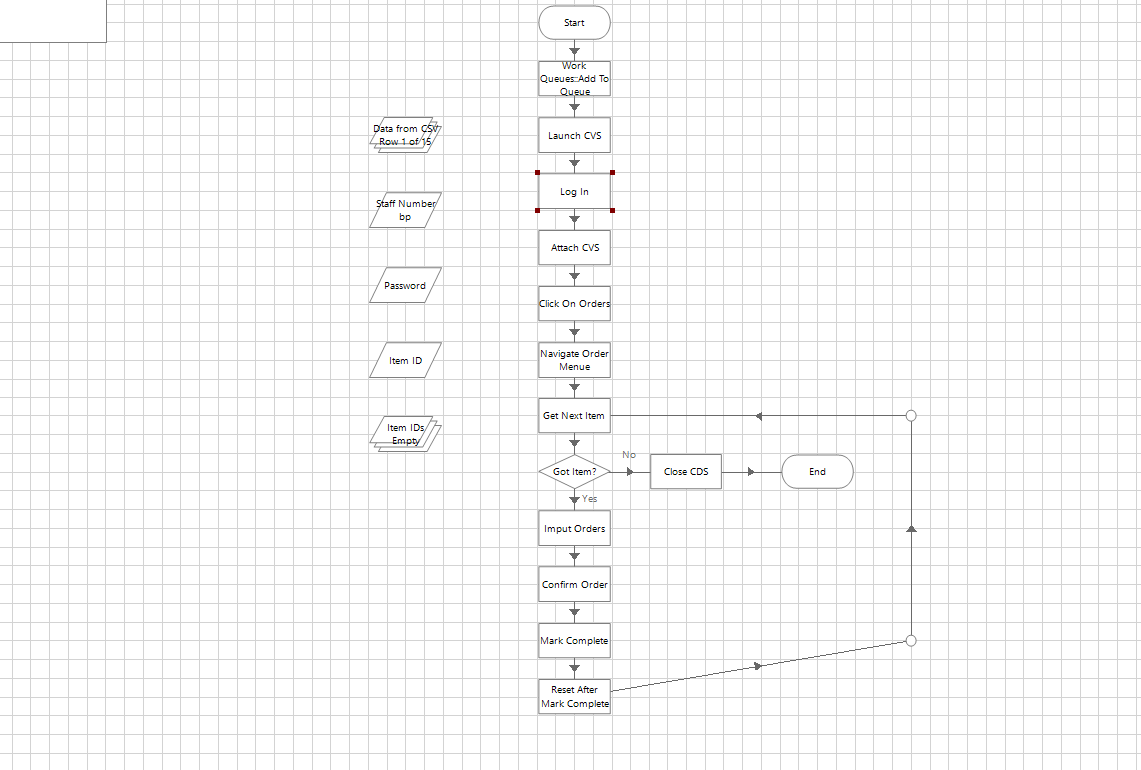 Start
Work
Queues::Add To
Queue
Data from CSV
Row 1 of 15
Launch CVS
Staff Number
bp
Log In
Attach CVS
Password
Click On Orders
Item ID
Navigate Order
Menue
Get Next Item
Item IDs
Empty
No
Got Item?
Close CDS
End
Yes
Imput Orders
Confirm Order
Mark Complete
Reset After
Mark Complete